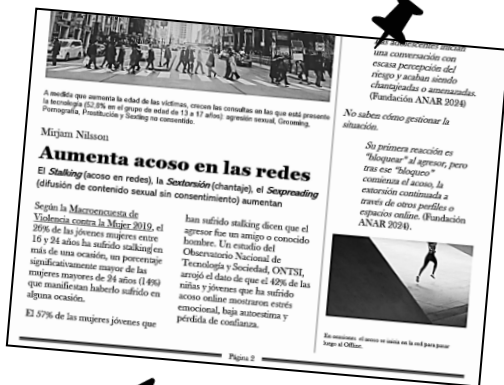 A medida que aumenta la edad de las víctimas, crecen las consultas en las que está presente
la tecnología (52,8% en el grupo de edad de 13 a 17 años): agresión sexual, Grooming,
Pornografía, Prostitución y Sexting no consentido.
Mirjam Nilsson
Aumenta acoso en las redes
El Stalking (acoso en redes), la Sextorsión (chantaje), el Sexpreading
(difusión de contenido sexual sin consentimiento) aumentan
Según la Macroencuesta de
Violencia contra la Mujer 2019, el
26% de las jóvenes mujeres entre
16 y 24 años ha sufrido stalking en
más de una ocasión, un porcentaje
significativamente mayor de las
mujeres mayores de 24 años (14%)
que manifiestan haberlo sufrido en
alguna ocasión.
El 57% de las mujeres jóvenes que
han sufrido stalking dicen que el
agresor fue un amigo o conocido
hombre. Un estudio del
Observatorio Nacional de
Tecnología y Sociedad, ONTSI,
arrojó el dato de que el 42% de las
niñas y jóvenes que ha sufrido
acoso online mostraron estrés
emocional, baja autoestima y
pérdida de confianza.
adolescentes inician
una conversación con
escasa percepción del
riesgo y acaban siendo
chantajeadas o amenazadas.
(Fundación ANAR 2024)
No saben cómo gestionar la
situación.
Su primera reacción es
"bloquear" al agresor, pero
tras ese "bloqueo"
comienza el acoso, la
extorsión continuada a
través de otros perfiles o
espacios online. (Fundación
ANAR 2024).
En ocasiones el acoso se inicia en la red para pasar
luego al Offline.
Página 2